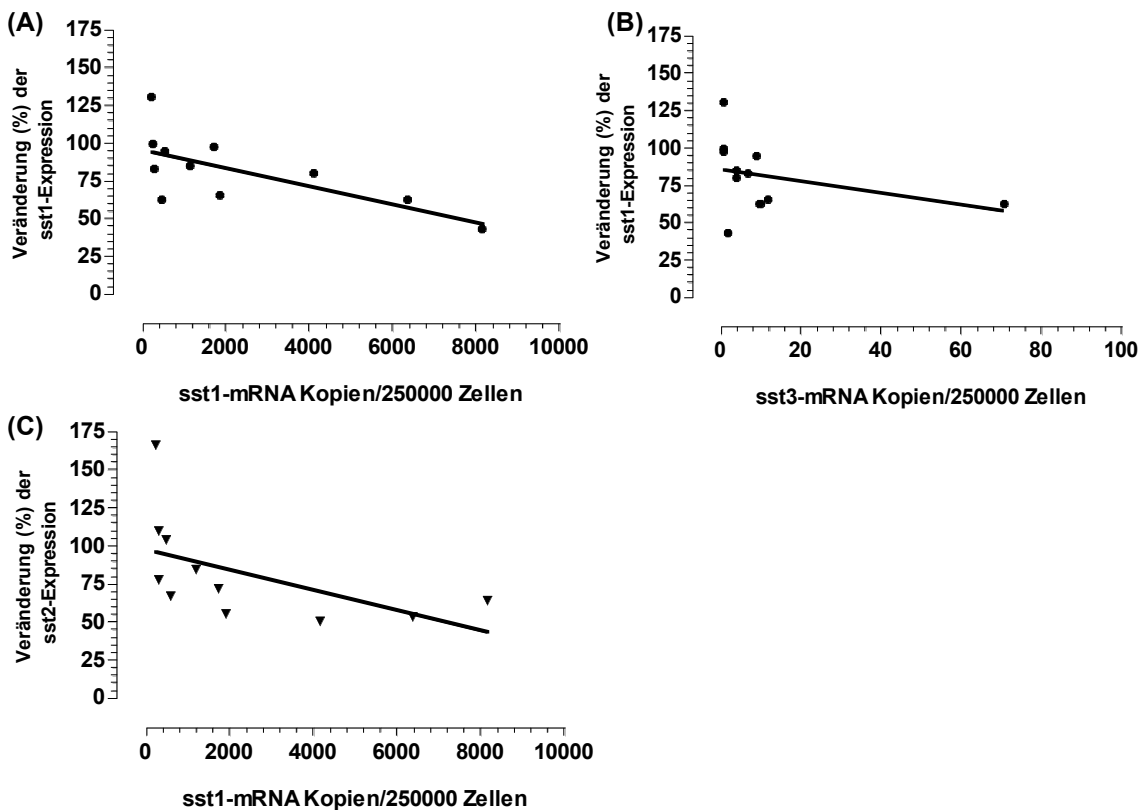 (A)
175
150
125
100
75
50
25
0
Veränderung (%) der
sst1-Expression
0 2000 4000 6000 8000 10000
sst1-mRNA Kopien/250000 Zellen
(B)
175
150
125
100
75
50
25
0
Veränderung (%) der
sst1-Expression
0 20 40 60 80 100
sst3-mRNA Kopien/250000 Zellen
(C)
175
150
125
100
75
50
25
0
Veränderung (%) der
sst2-Expression
0 2000 4000 6000 8000 10000
sst1-mRNA Kopien/250000 Zellen